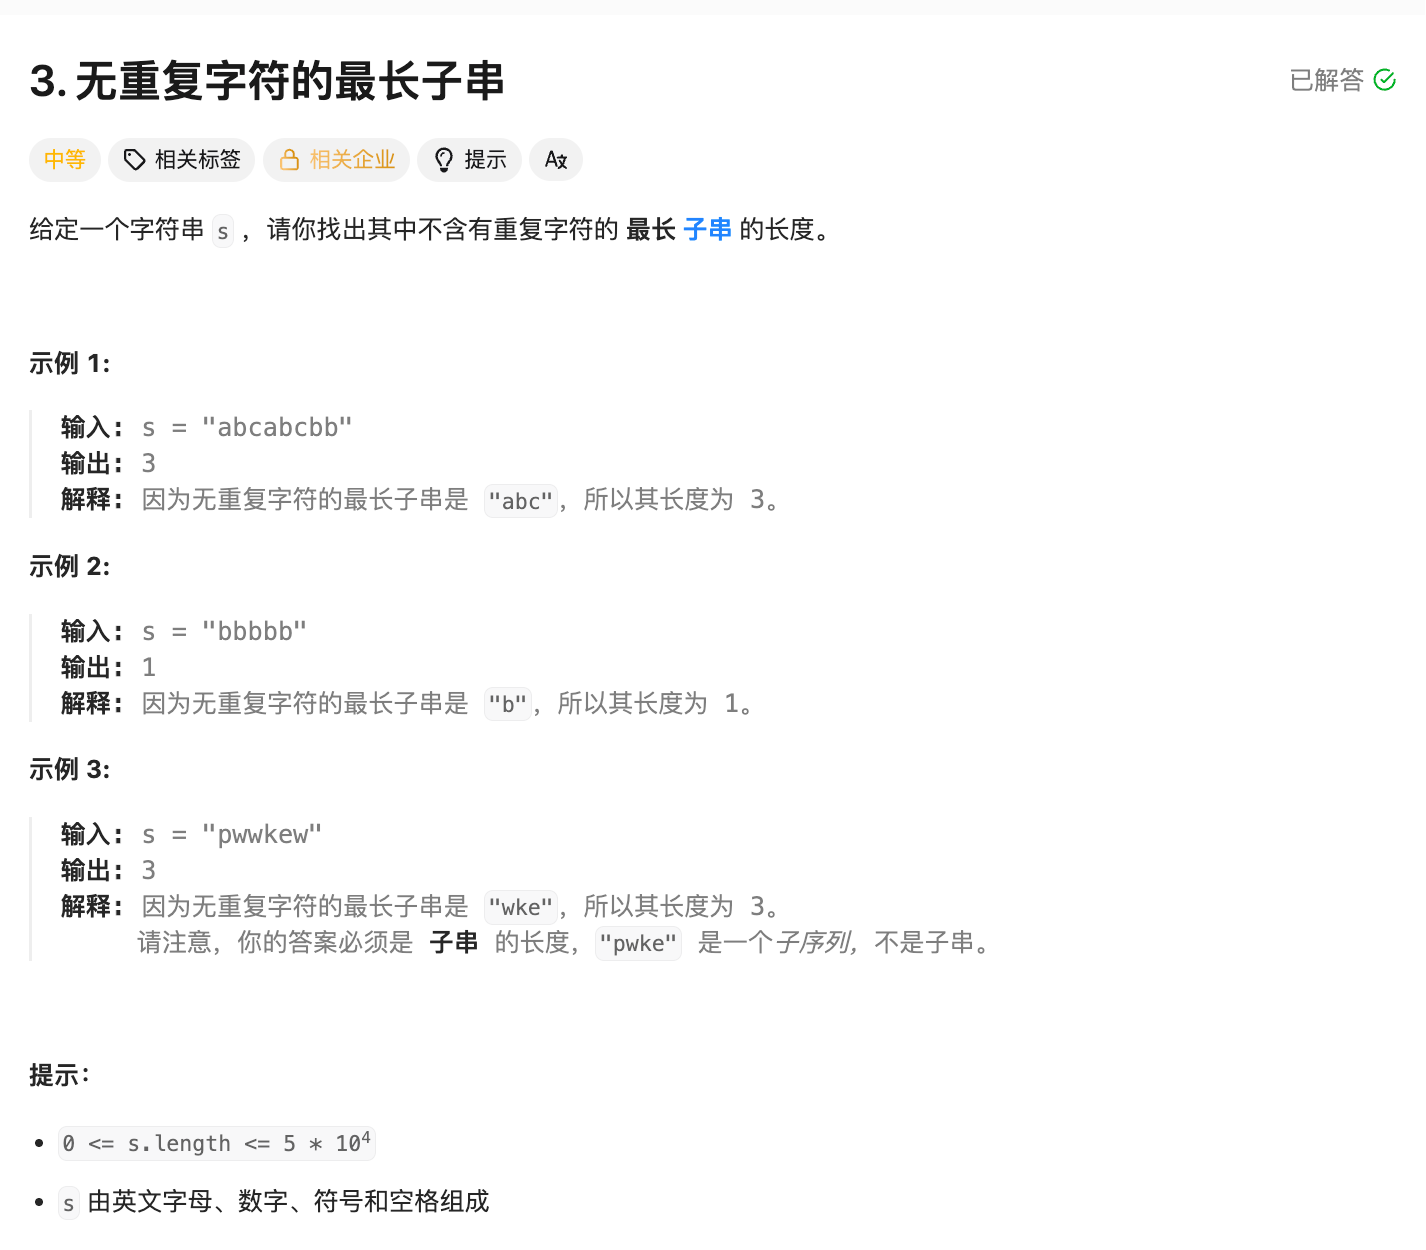 3. 无重复字符的最长子串
已解答
中等 相关标签 相关企业 提示 A文
给定一个字符串 s ，请你找出其中不含有重复字符的 最长 子串 的长度。
示例 1:
输入: s = "abcabcbb"
输出: 3
解释: 因为无重复字符的最长子串是 "abc"，所以其长度为 3。
示例 2:
输入: s = "bbbbb"
输出: 1
解释: 因为无重复字符的最长子串是 "b"，所以其长度为 1。
示例 3:
输入: s = "pwwkew"
输出: 3
解释: 因为无重复字符的最长子串是 "wke"，所以其长度为 3。
请注意，你的答案必须是 子串 的长度，"pwke" 是一个子序列，不是子串。
提示：
• 0 <= s.length <= 5 * 10⁴
• s 由英文字母、数字、符号和空格组成